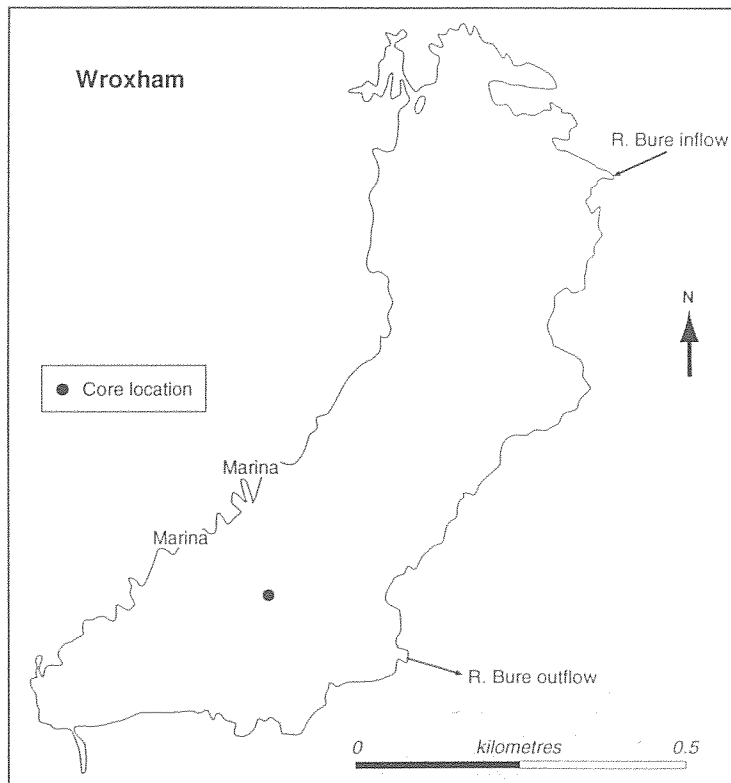 Wroxham
R. Bure inflow
N
Core location
Marina
Marina
R. Bure outflow
0 kilometres 0.5